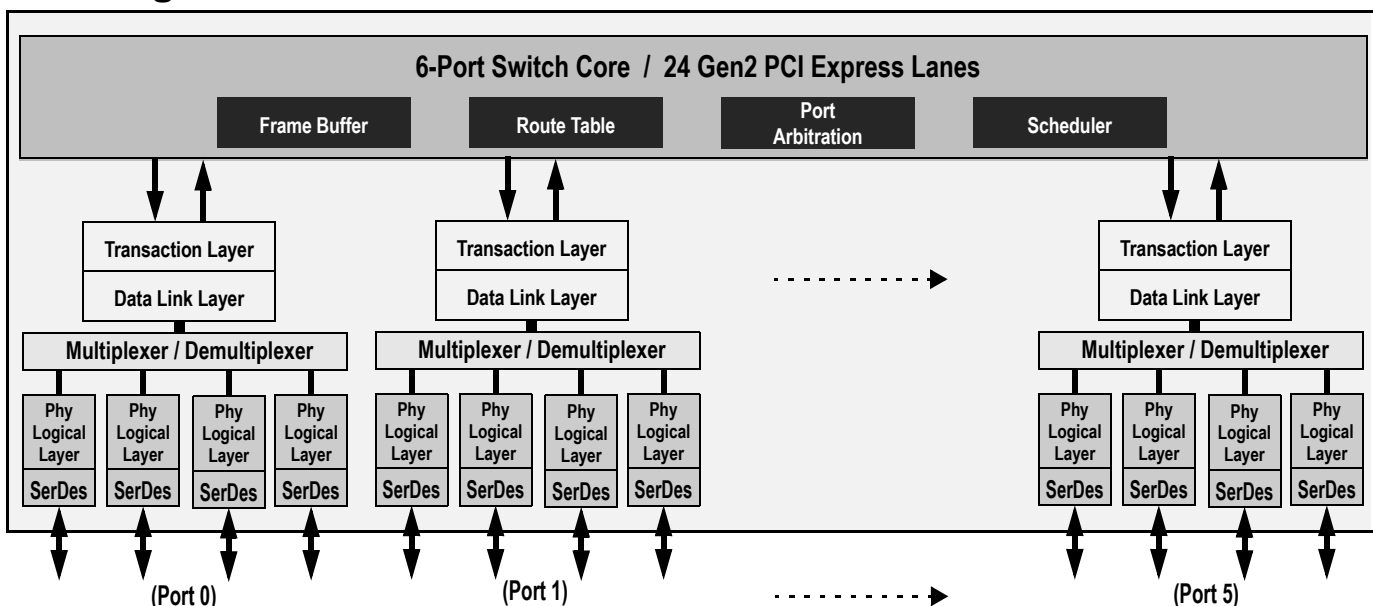 6-Port Switch Core / 24 Gen2 PCI Express Lanes
Frame Buffer
Route Table
Port
Arbitration
Scheduler
Transaction Layer
Data Link Layer
Multiplexer / Demultiplexer
Phy
Logical
Layer
SerDes
Phy
Logical
Layer
SerDes
Phy
Logical
Layer
SerDes
Phy
Logical
Layer
SerDes
(Port 0)
Transaction Layer
Data Link Layer
Multiplexer / Demultiplexer
Phy
Logical
Layer
SerDes
Phy
Logical
Layer
SerDes
Phy
Logical
Layer
SerDes
Phy
Logical
Layer
SerDes
(Port 1)
Transaction Layer
Data Link Layer
Multiplexer / Demultiplexer
Phy
Logical
Layer
SerDes
Phy
Logical
Layer
SerDes
Phy
Logical
Layer
SerDes
Phy
Logical
Layer
SerDes
(Port 5)